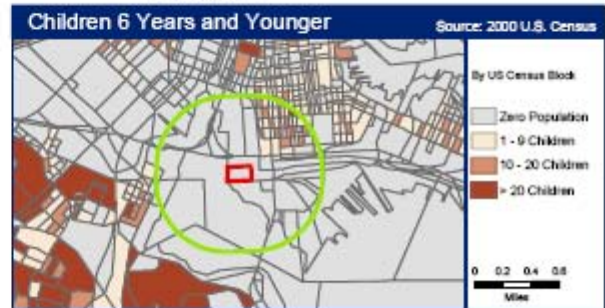 Children 6 Years and Younger
Source: 2000 U.S. Census
By US Census Block
Zero Population
1 - 9 Children
10 - 20 Children
> 20 Children
0 0.2 0.4 0.6
Miles